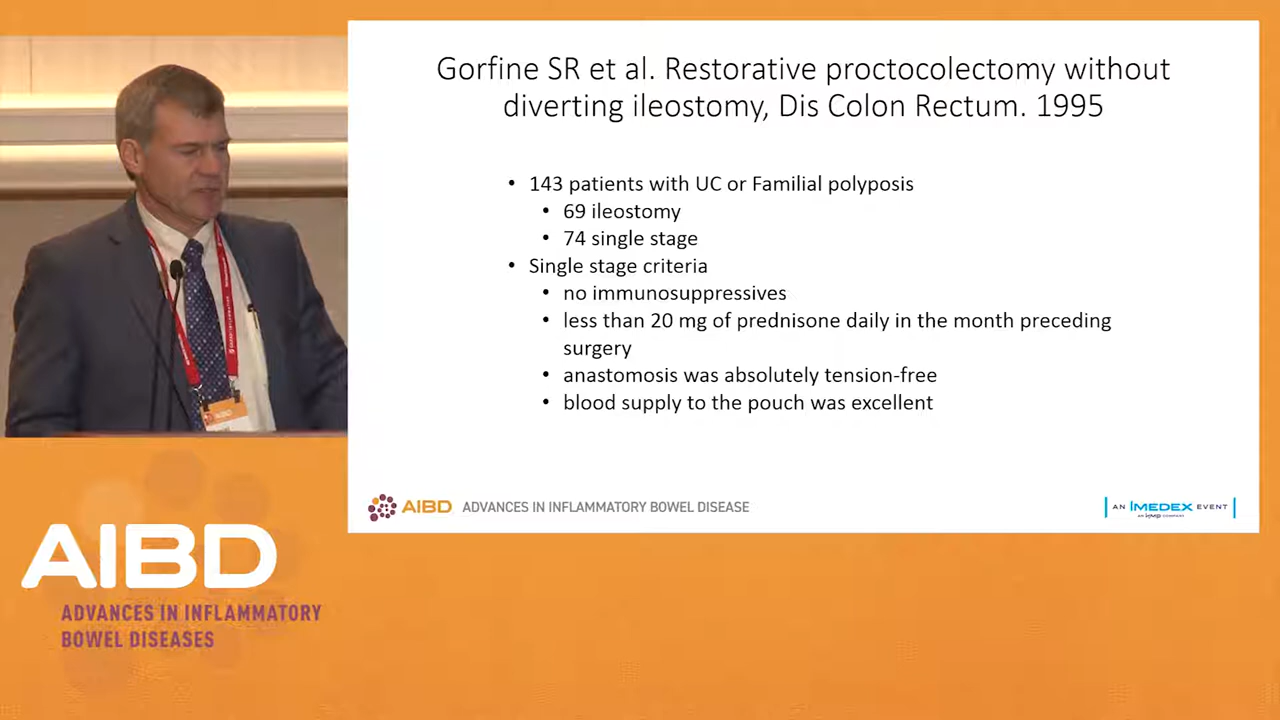 Gorfine SR et al. Restorative proctocolectomy without
diverting ileostomy, Dis Colon Rectum. 1995
• 143 patients with UC or Familial polyposis
• 69 ileostomy
• 74 single stage
• Single stage criteria
• no immunosuppressives
• less than 20 mg of prednisone daily in the month preceding
surgery
• anastomosis was absolutely tension-free
• blood supply to the pouch was excellent
AIBD ADVANCES IN INFLAMMATORY BOWEL DISEASE
AN IMEDEX EVENT
AIBD
AIBD
ADVANCES IN INFLAMMATORY
BOWEL DISEASES